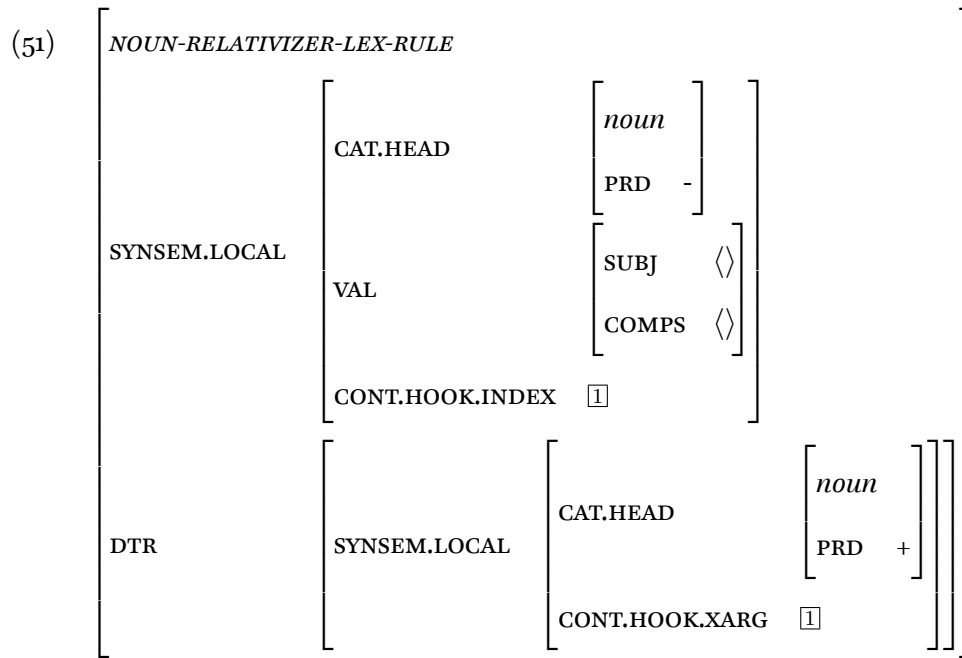 (51)
NOUN-RELATIVIZER-LEX-RULE
noun
CAT.HEAD
PRD -
SYNSEM.LOCAL
SUBJ ⟨⟩
VAL
COMPS ⟨⟩
CONT.HOOK.INDEX 1
noun
CAT.HEAD
PRD +
DTR SYNSEM.LOCAL
CONT.HOOK.XARG 1